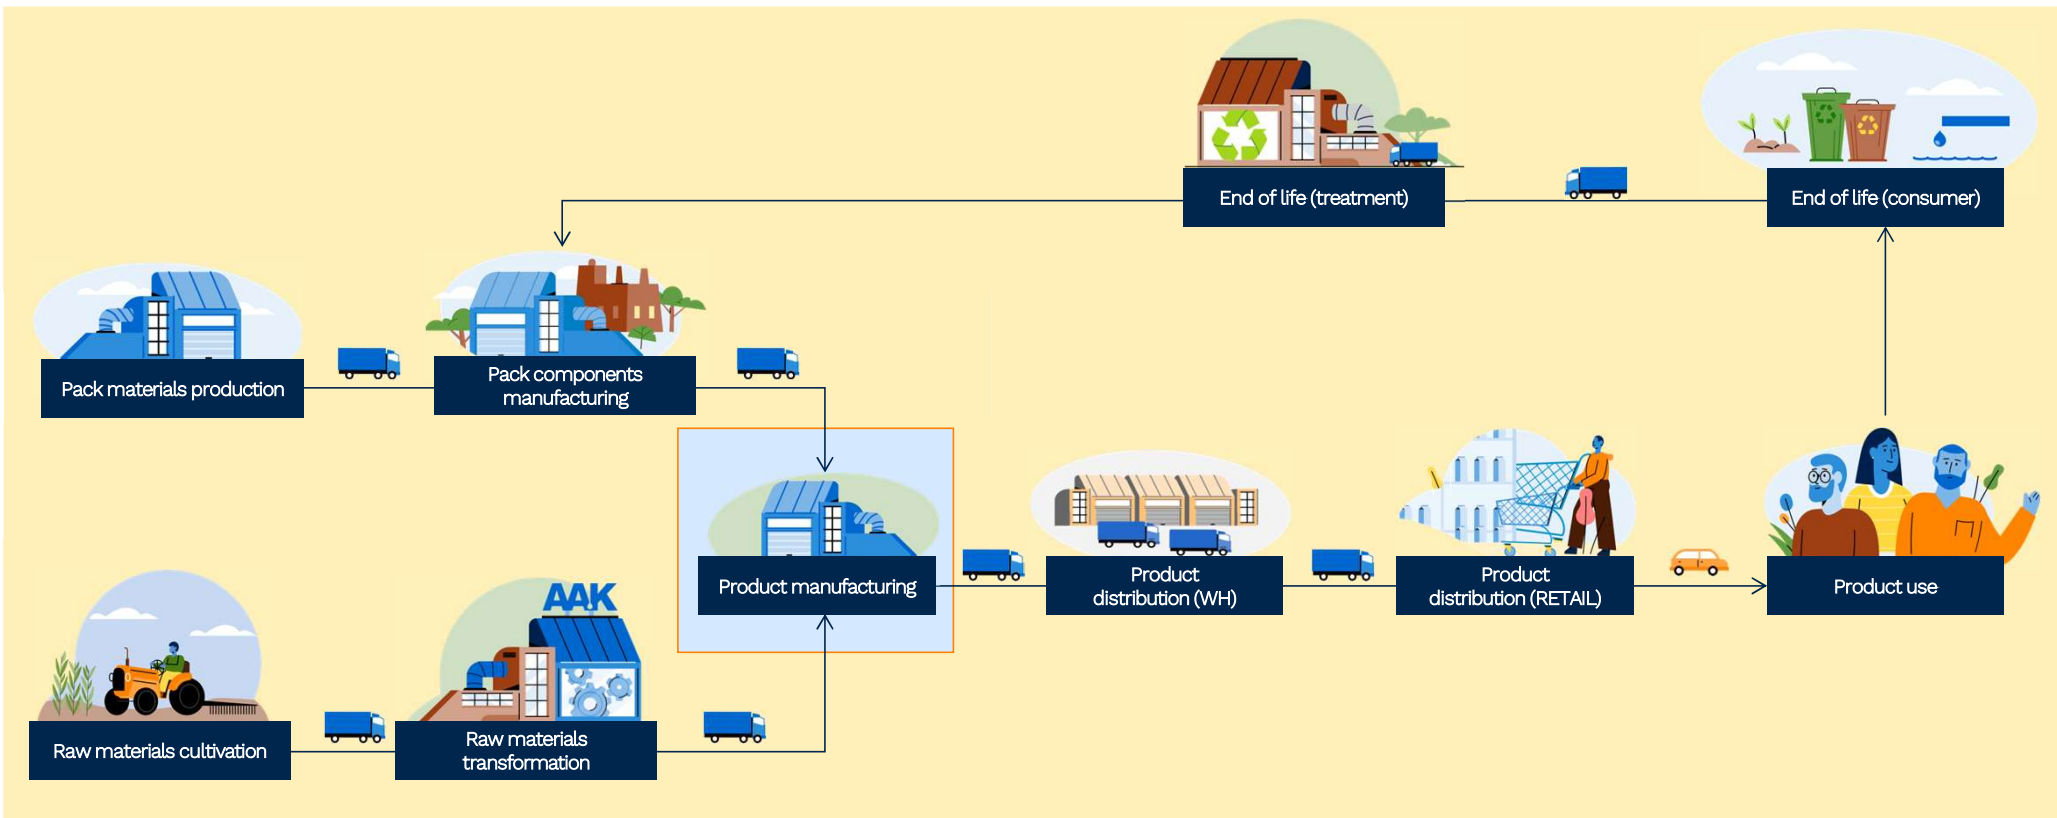 End of life (treatment)
End of life (consumer)
Pack materials production
Pack components
manufacturing
Product manufacturing
Product
distribution (WH)
Product
distribution (RETAIL)
Product use
AAK
Raw materials cultivation
Raw materials
transformation